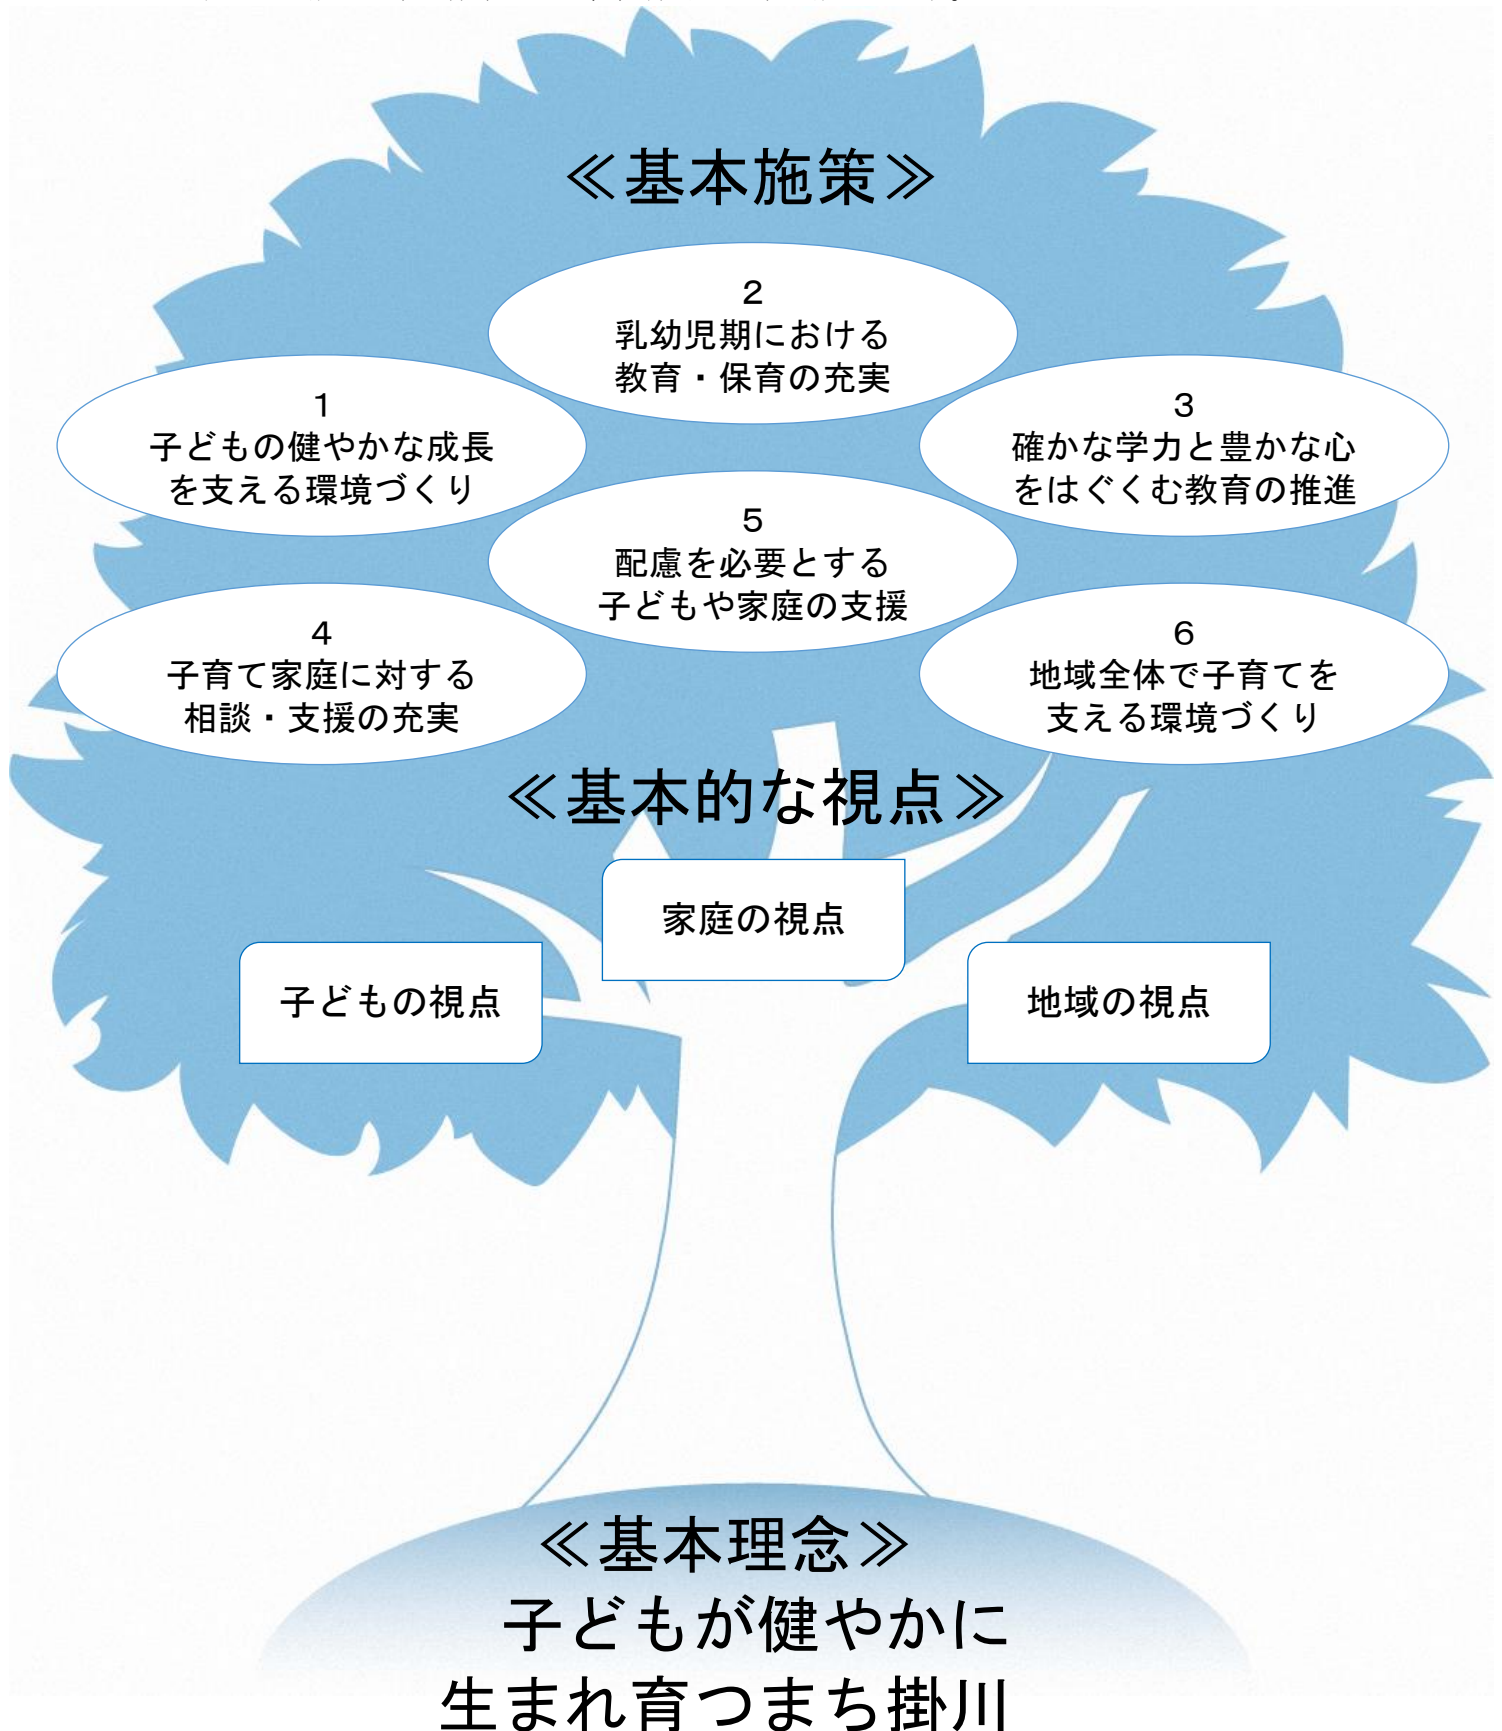 ≪基本施策≫
2
乳幼児期における
教育・保育の充実
1
子どもの健やかな成長
を支える環境づくり
3
確かな学力と豊かな心
をはぐくむ教育の推進
5
配慮を必要とする
子どもや家庭の支援
4
子育て家庭に対する
相談・支援の充実
6
地域全体で子育てを
支える環境づくり
≪基本的な視点≫
家庭の視点
子どもの視点
地域の視点
≪基本理念≫
子どもが健やかに
生まれ育つまち掛川